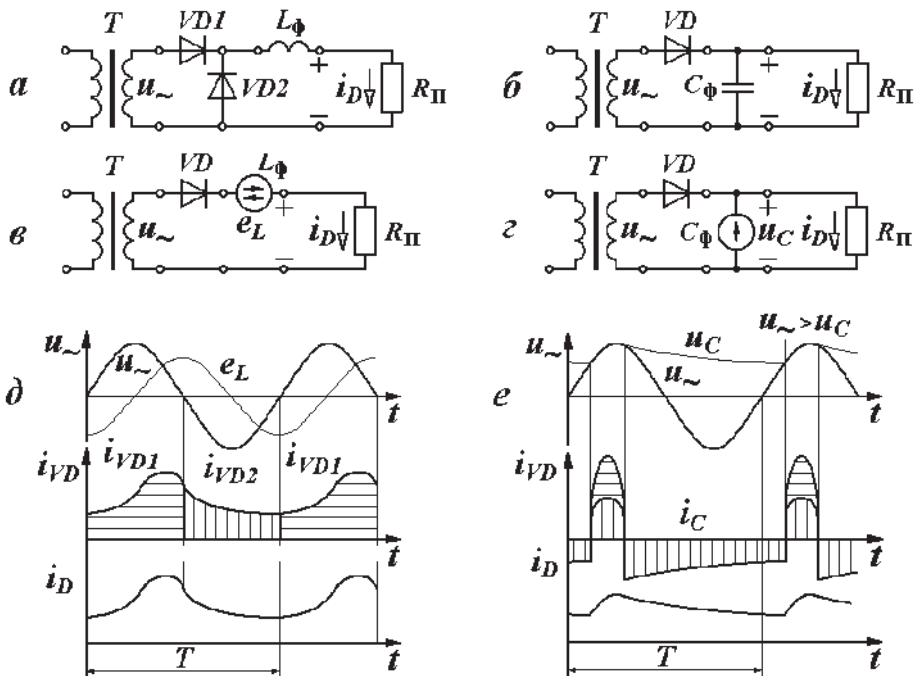 T VD1 LФ
а u~ VD2 + − iD RП
T VD
б u~ CФ + − iD RП
T VD LФ
в u~ eL + − iD RП
T VD
г u~ CФ + uC − iD RП
д u~ u~ eL t
iVD iVD1 iVD2 iVD1 t
iD t
T
е u~ uC u~ u~>uC t
iVD iC t
iD t
T